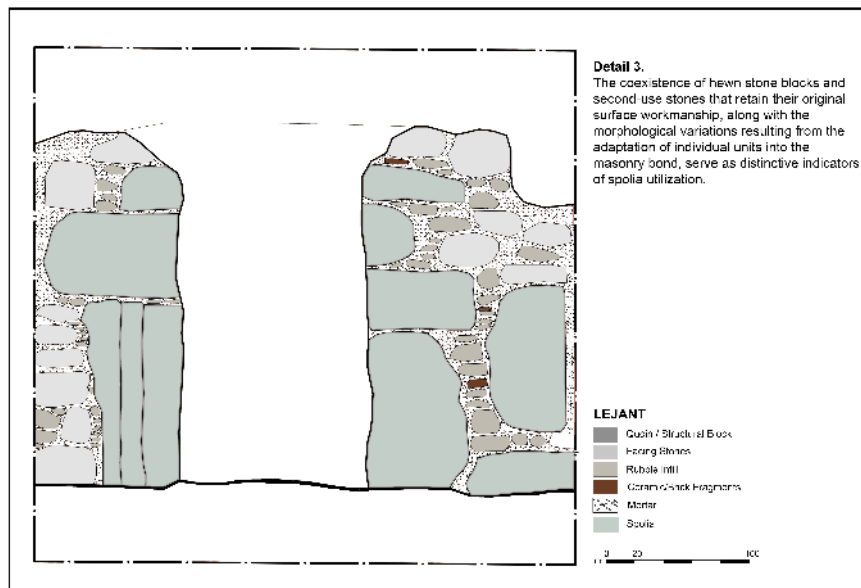 Detail 3.
The coexistence of hewn stone blocks and
second-use stones that retain their original
surface workmanship, along with the
morphological variations resulting from the
adaptation of individual units into the
masonry bond, serve as distinctive indicators
of spolia utilization.
LEJANT
Quoin / Structural Block
Facing Stones
Rubble Infill
Ceramic/Brick Fragments
Mortar
Spolia
0 20 100